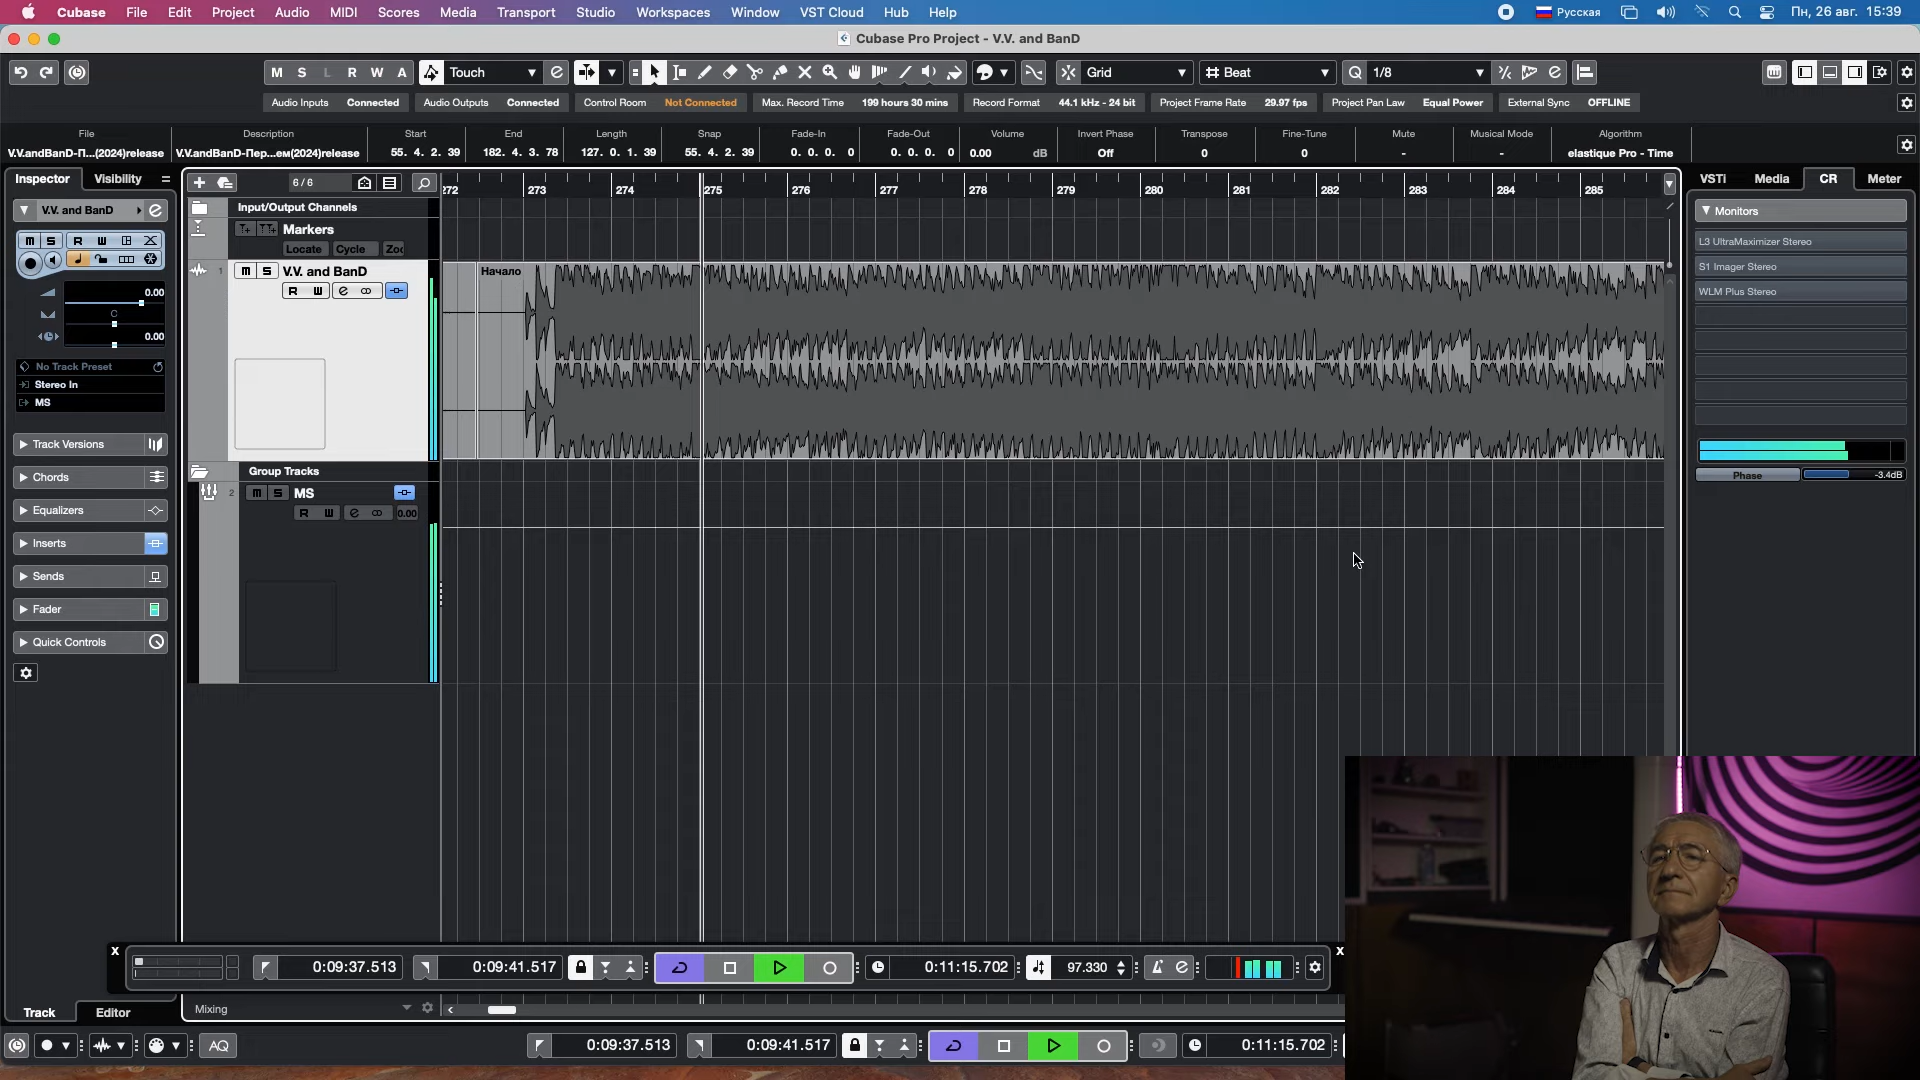 Cubase File Edit Project Audio MIDI Scores Media Transport Studio Workspaces Window VST Cloud Hub Help Русская Пн, 26 авг. 15:39
Cubase Pro Project - V.V. and BanD
M S L R W A Touch Grid Beat Q 1/8
Audio Inputs Connected Audio Outputs Connected Control Room Not Connected Max. Record Time 199 hours 30 mins Record Format 44.1 kHz - 24 bit Project Frame Rate 29.97 fps Project Pan Law Equal Power External Sync OFFLINE
File Description Start End Length Snap Fade-In Fade-Out Volume Invert Phase Transpose Fine-Tune Mute Musical Mode Algorithm
V.V.andBanD-П...(2024)release V.V.andBanD-Пер...ем(2024)release 55. 4. 2. 39 182. 4. 3. 78 127. 0. 1. 39 55. 4. 2. 39 0. 0. 0. 0 0. 0. 0. 0 0.00 dB Off 0 0 - - elastique Pro - Time
Inspector Visibility
V.V. and BanD
M S R W
0.00
C
0.00
No Track Preset
Stereo In
MS
Track Versions
Chords
Equalizers
Inserts
Sends
Fader
Quick Controls
Track Editor
6/6
Input/Output Channels
Markers
Locate Cycle Zoo
1 M S V.V. and BanD
R W e
Group Tracks
2 M S MS
R W e 0.00
272 273 274 275 276 277 278 279 280 281 282 283 284 285
Начало
VSTi Media CR Meter
Monitors
L3 UltraMaximizer Stereo
S1 Imager Stereo
WLM Plus Stereo
Phase -3.4dB
x 0:09:37.513 0:09:41.517 0:11:15.702 97.330 x
Mixing
AQ 0:09:37.513 0:09:41.517 0:11:15.702